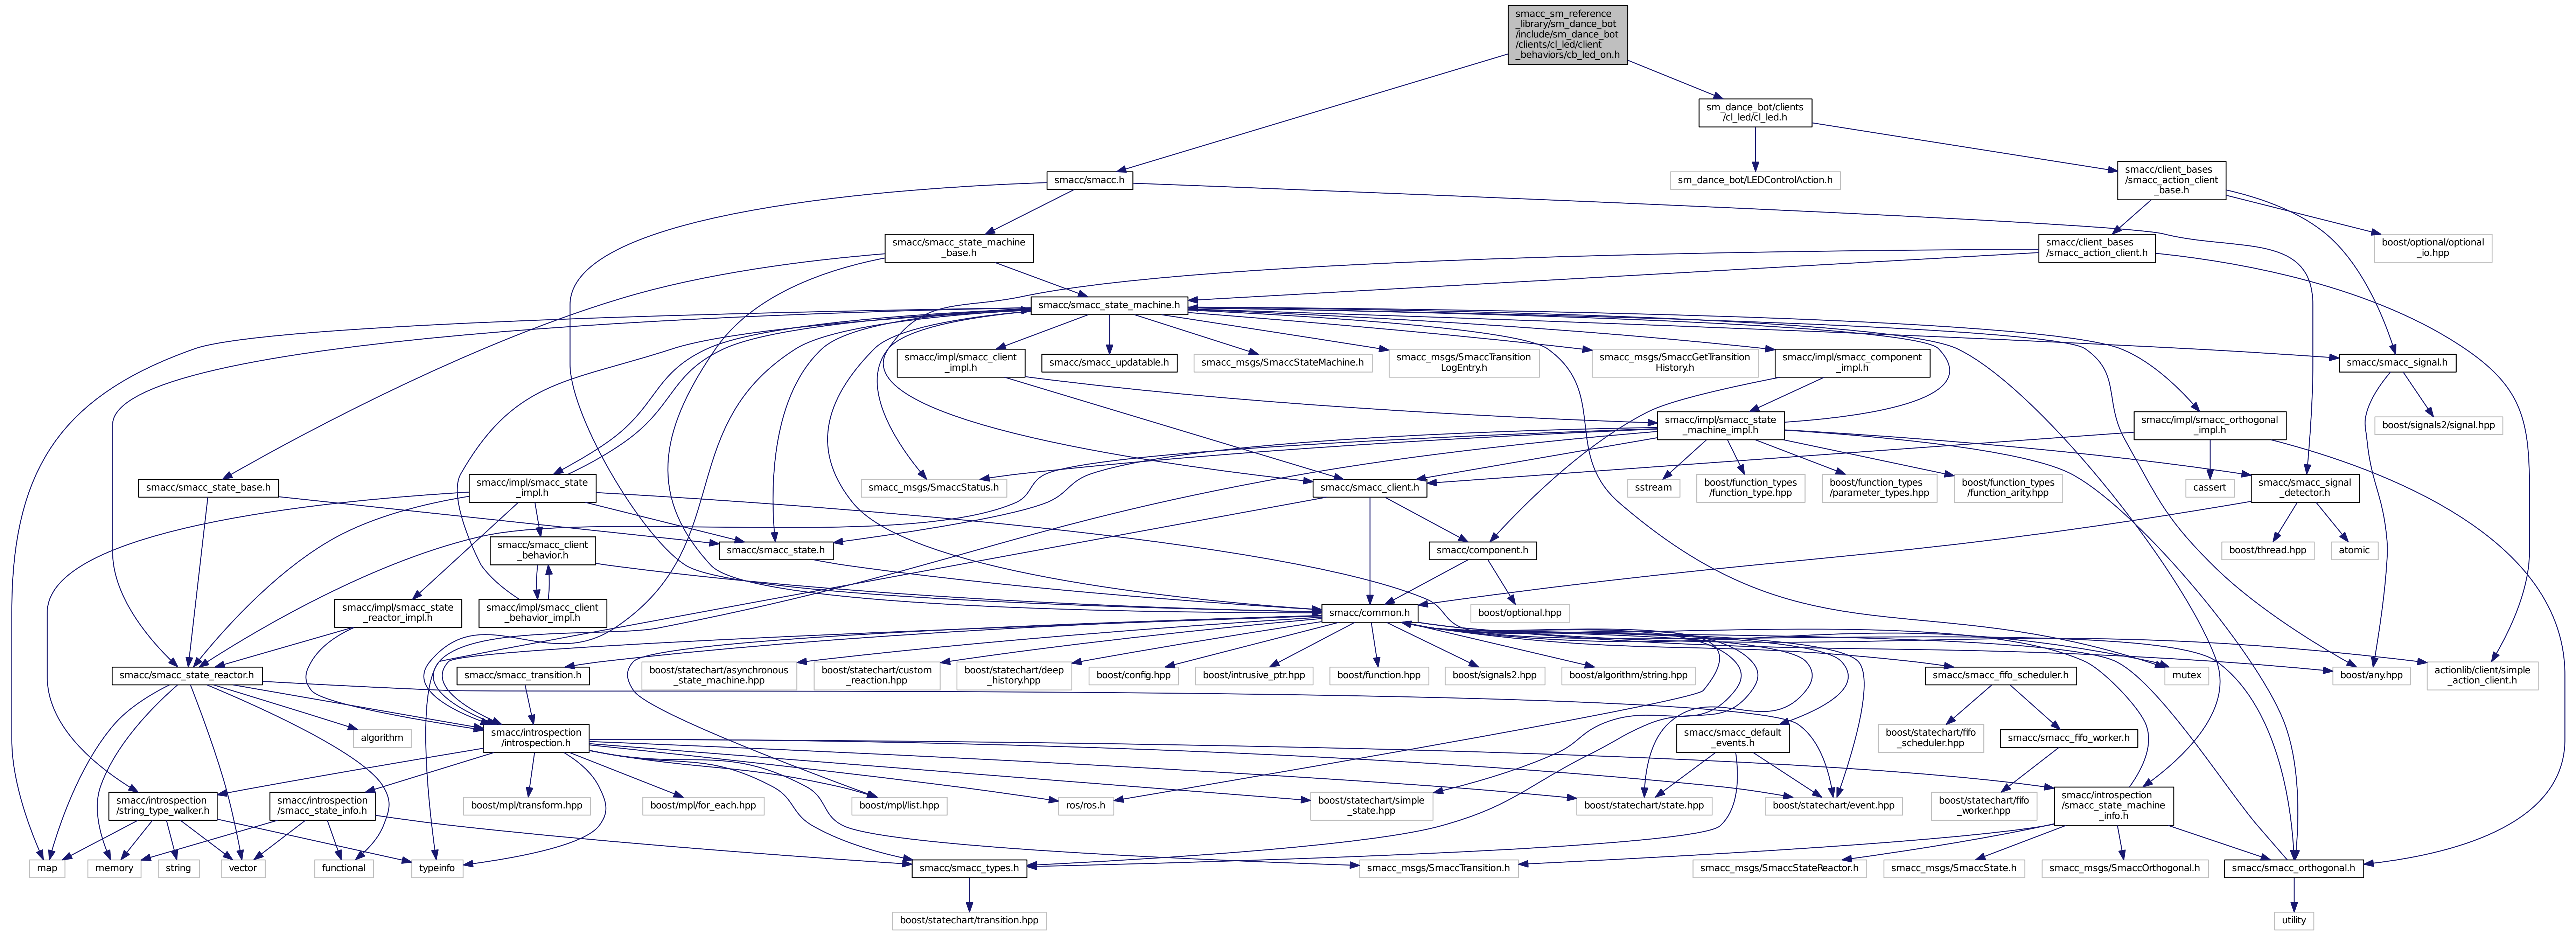 smacc_sm_reference
_library/sm_dance_bot
/include/sm_dance_bot
/clients/cl_led/client
_behaviors/cb_led_on.h
sm_dance_bot/clients
/cl_led/cl_led.h
smacc/smacc.h
sm_dance_bot/LEDControlAction.h
smacc/client_bases
/smacc_action_client
_base.h
smacc/smacc_state_machine
_base.h
smacc/client_bases
/smacc_action_client.h
boost/optional/optional
_io.hpp
smacc/smacc_state_machine.h
smacc/impl/smacc_client
_impl.h
smacc/smacc_updatable.h
smacc_msgs/SmaccStateMachine.h
smacc_msgs/SmaccTransition
LogEntry.h
smacc_msgs/SmaccGetTransition
History.h
smacc/impl/smacc_component
_impl.h
smacc/smacc_signal.h
smacc/impl/smacc_state
_machine_impl.h
smacc/impl/smacc_orthogonal
_impl.h
boost/signals2/signal.hpp
smacc/smacc_state_base.h
smacc/impl/smacc_state
_impl.h
smacc_msgs/SmaccStatus.h
smacc/smacc_client.h
sstream
boost/function_types
/function_type.hpp
boost/function_types
/parameter_types.hpp
boost/function_types
/function_arity.hpp
cassert
smacc/smacc_signal
_detector.h
smacc/smacc_client
_behavior.h
smacc/smacc_state.h
smacc/component.h
boost/thread.hpp
atomic
smacc/impl/smacc_state
_reactor_impl.h
smacc/impl/smacc_client
_behavior_impl.h
smacc/common.h
boost/optional.hpp
smacc/smacc_state_reactor.h
smacc/smacc_transition.h
boost/statechart/asynchronous
_state_machine.hpp
boost/statechart/custom
_reaction.hpp
boost/statechart/deep
_history.hpp
boost/config.hpp
boost/intrusive_ptr.hpp
boost/function.hpp
boost/signals2.hpp
boost/algorithm/string.hpp
smacc/smacc_fifo_scheduler.h
mutex
boost/any.hpp
actionlib/client/simple
_action_client.h
algorithm
smacc/introspection
/introspection.h
smacc/smacc_default
_events.h
boost/statechart/fifo
_scheduler.hpp
smacc/smacc_fifo_worker.h
smacc/introspection
/string_type_walker.h
smacc/introspection
/smacc_state_info.h
boost/mpl/transform.hpp
boost/mpl/for_each.hpp
boost/mpl/list.hpp
ros/ros.h
boost/statechart/simple
_state.hpp
boost/statechart/state.hpp
boost/statechart/event.hpp
boost/statechart/fifo
_worker.hpp
smacc/introspection
/smacc_state_machine
_info.h
map
memory
string
vector
functional
typeinfo
smacc/smacc_types.h
smacc_msgs/SmaccTransition.h
smacc_msgs/SmaccStateReactor.h
smacc_msgs/SmaccState.h
smacc_msgs/SmaccOrthogonal.h
smacc/smacc_orthogonal.h
boost/statechart/transition.hpp
utility